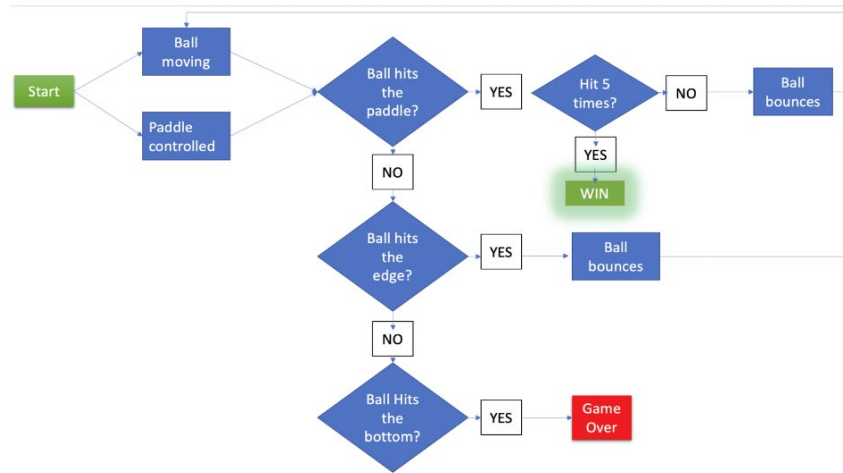 Start
Ball
moving
Paddle
controlled
Ball hits
the
paddle?
YES
Hit 5
times?
NO
Ball
bounces
YES
WIN
NO
Ball hits
the
edge?
YES
Ball
bounces
NO
Ball Hits
the
bottom?
YES
Game
Over